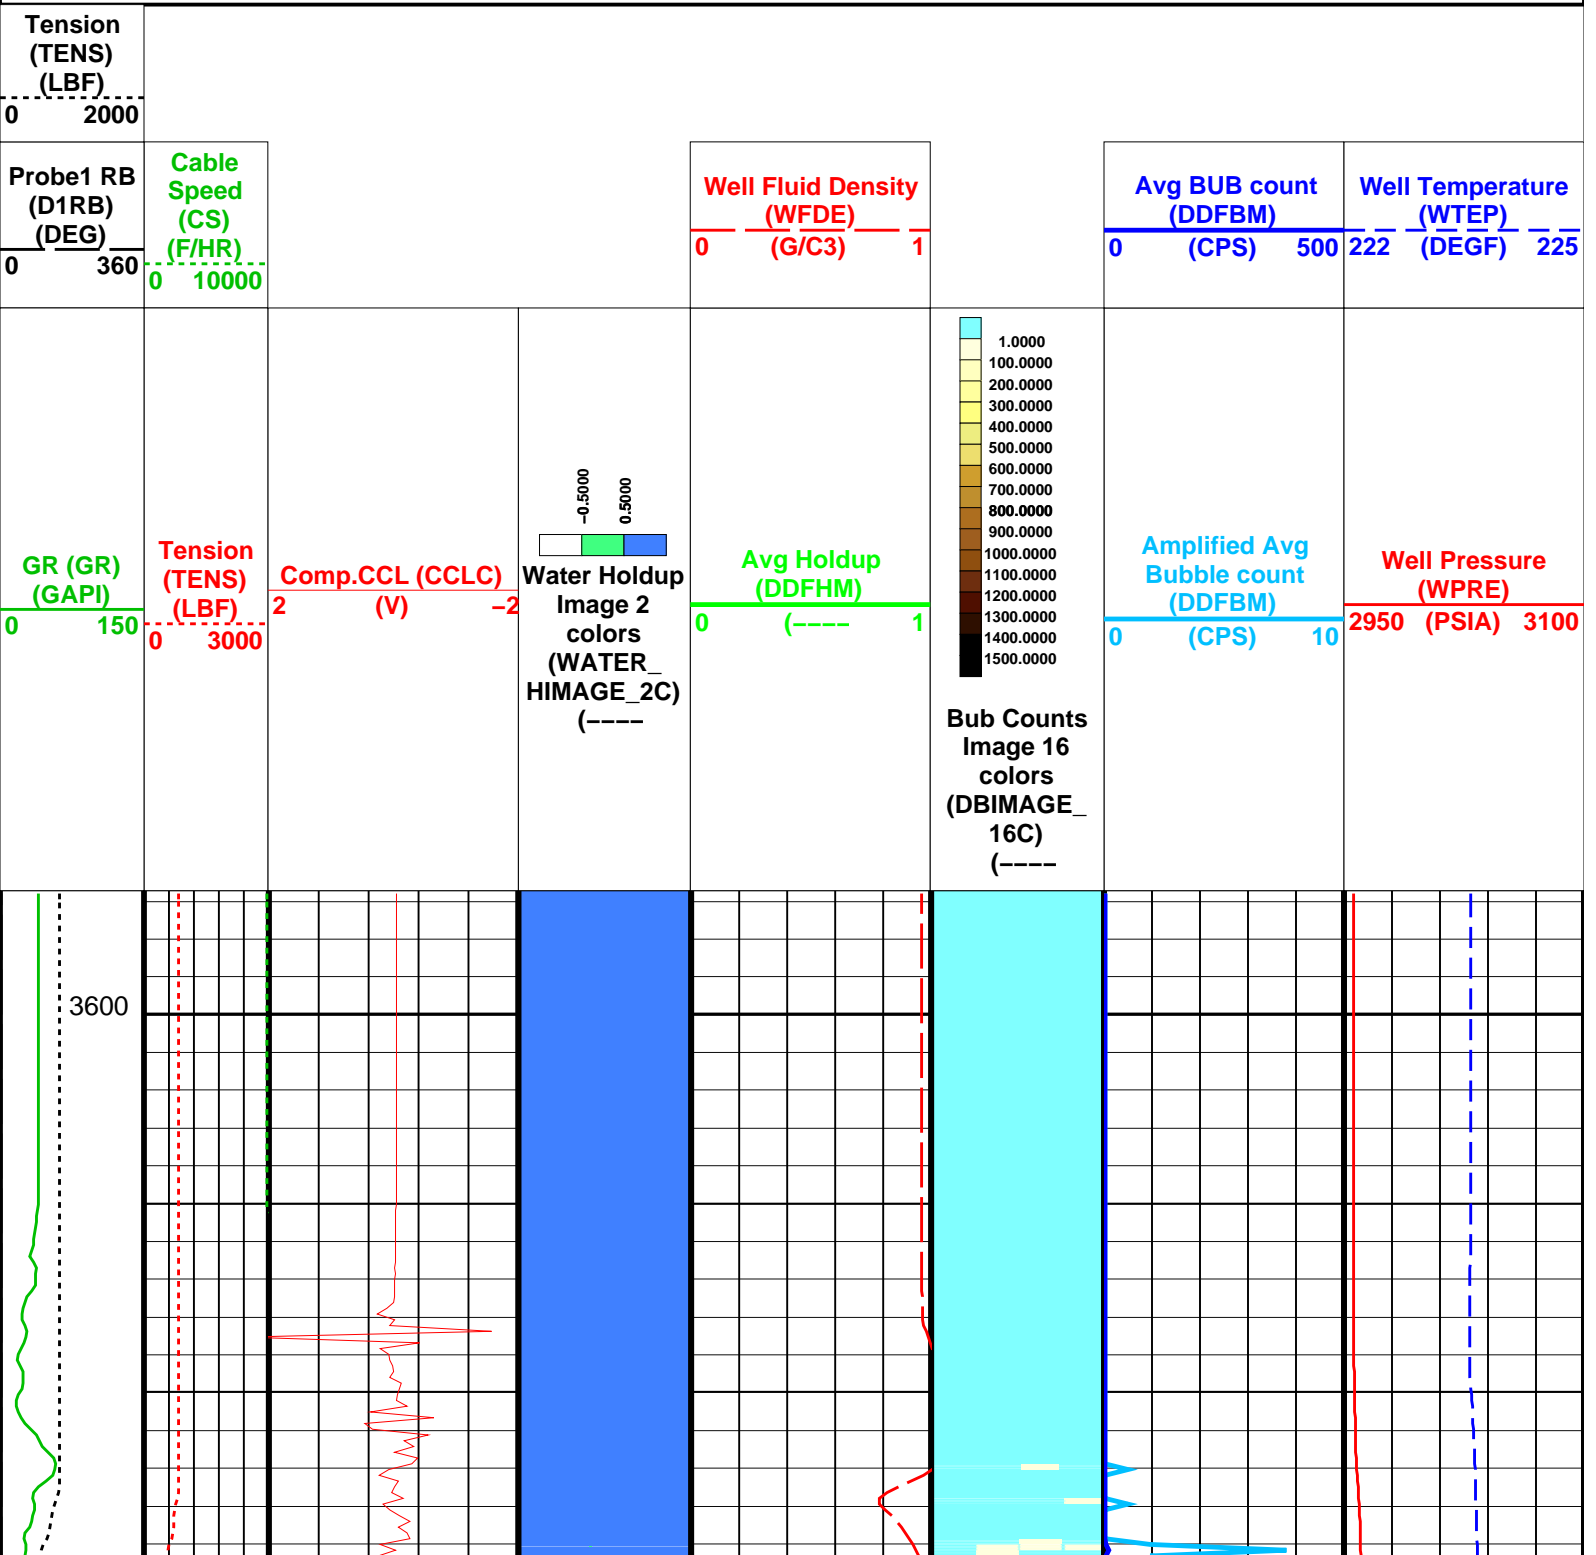 Tension
(TENS)
(LBF)
0 2000
Probe1 RB
(D1RB)
(DEG)
0 360
Cable
Speed
(CS)
(F/HR)
0 10000
Well Fluid Density
(WFDE)
0 (G/C3) 1
Avg BUB count
(DDFBM)
0 (CPS) 500
Well Temperature
(WTEP)
222 (DEGF) 225
GR (GR)
(GAPI)
0 150
Tension
(TENS)
(LBF)
0 3000
Comp.CCL (CCLC)
2 (V) −2
−0.5000
0.5000
Water Holdup
Image 2
colors
(WATER_
HIMAGE_2C)
(−−−−
Avg Holdup
(DDFHM)
0 (−−−− 1
1.0000
100.0000
200.0000
300.0000
400.0000
500.0000
600.0000
700.0000
800.0000
900.0000
1000.0000
1100.0000
1200.0000
1300.0000
1400.0000
1500.0000
Bub Counts
Image 16
colors
(DBIMAGE_
16C)
(−−−−
Amplified Avg
Bubble count
(DDFBM)
0 (CPS) 10
Well Pressure
(WPRE)
2950 (PSIA) 3100
3600